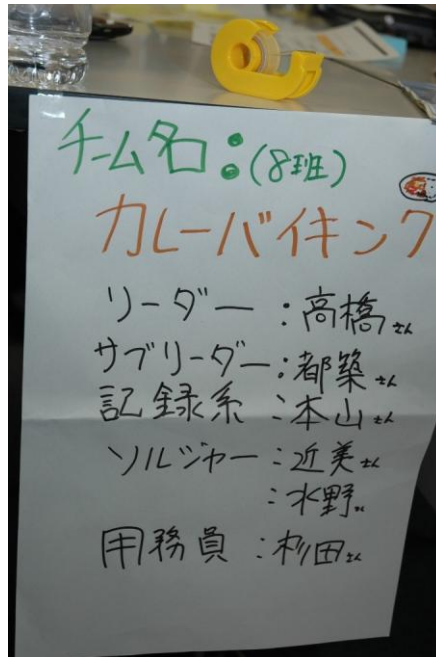 チーム名：(8班)
カレーバイキング
リーダー：高橋さん
サブリーダー：都築さん
記録系：本山さん
ソルジャー：近美さん
：水野さん
用務員：杉田さん